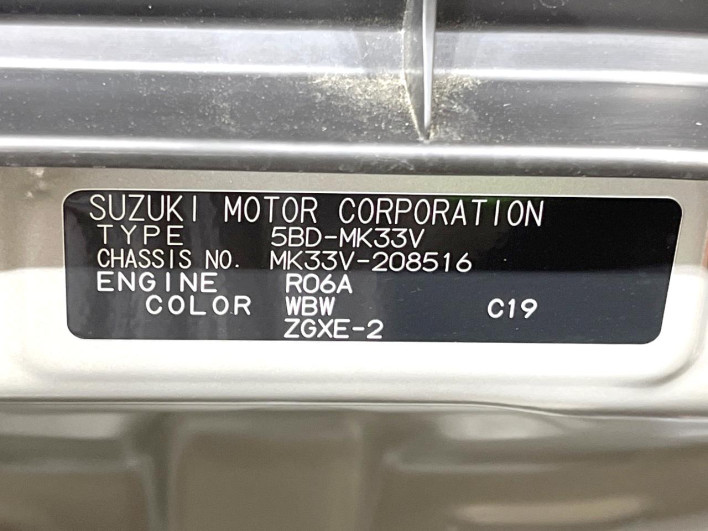 SUZUKI MOTOR CORPORATION
TYPE 5BD-MK33V
CHASSIS NO. MK33V-208516
ENGINE R06A
COLOR WBW C19
ZGXE-2